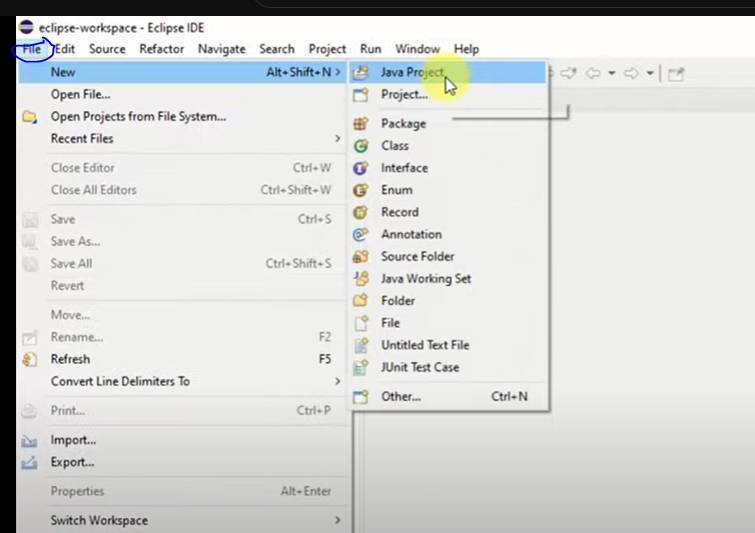 eclipse-workspace - Eclipse IDE
File Edit Source Refactor Navigate Search Project Run Window Help
New Alt+Shift+N >
Open File...
Open Projects from File System...
Recent Files >
Close Editor Ctrl+W
Close All Editors Ctrl+Shift+W
Save Ctrl+S
Save As...
Save All Ctrl+Shift+S
Revert
Move...
Rename... F2
Refresh F5
Convert Line Delimiters To >
Print... Ctrl+P
Import...
Export...
Properties Alt+Enter
Switch Workspace >
Java Project
Project...
Package
Class
Interface
Enum
Record
Annotation
Source Folder
Java Working Set
Folder
File
Untitled Text File
JUnit Test Case
Other... Ctrl+N